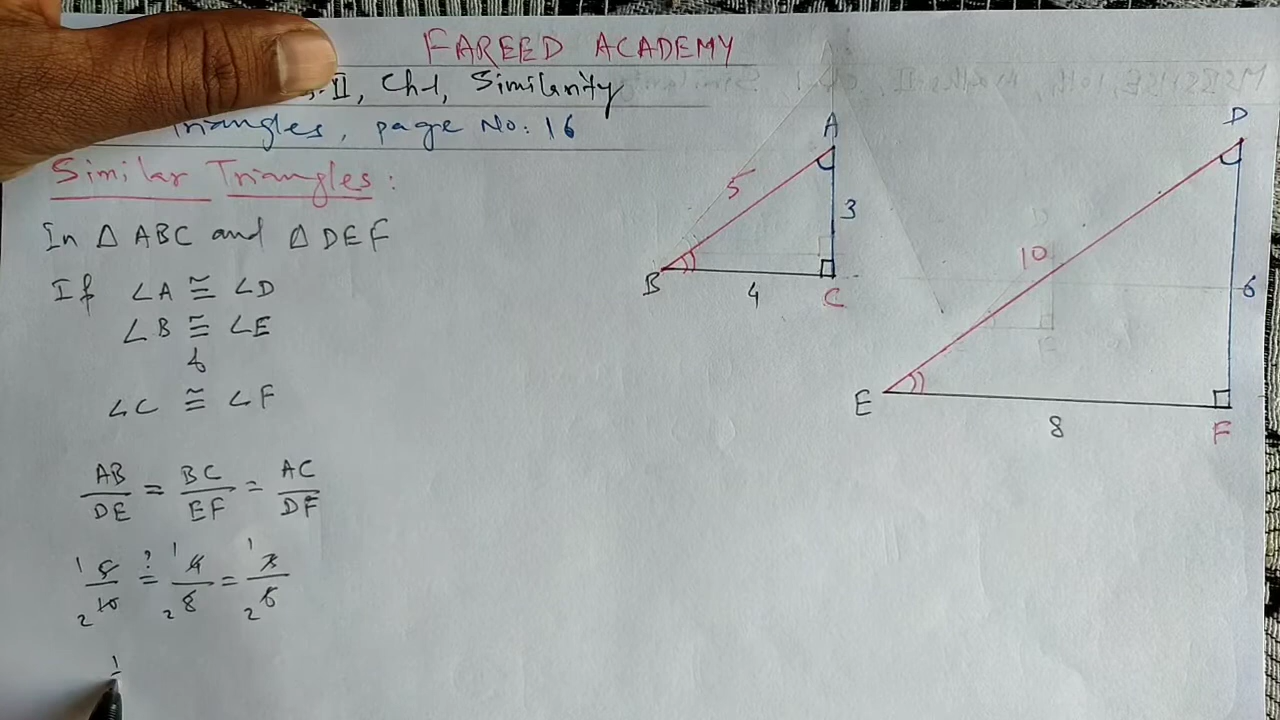 FAREED ACADEMY
II, Ch-1, Similarity
Triangles, page No: 16
Similar Triangles:
In △ ABC and △ DEF
If ∠A ≅ ∠D
∠B ≅ ∠E
&
∠C ≅ ∠F
AB/DE = BC/EF = AC/DF
5/10 ≟ 4/8 = 3/6
1 1 1
2 2 2
1
A
5
3
B
4
C
D
10
6
E
8
F